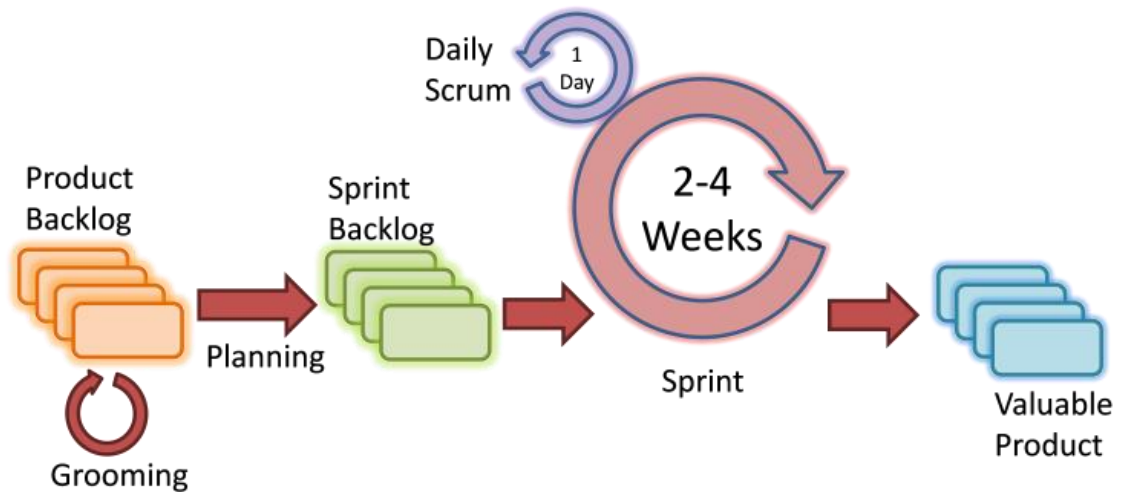 Daily
Scrum
1
Day
Product
Backlog
Sprint
Backlog
2-4
Weeks
Planning
Grooming
Sprint
Valuable
Product